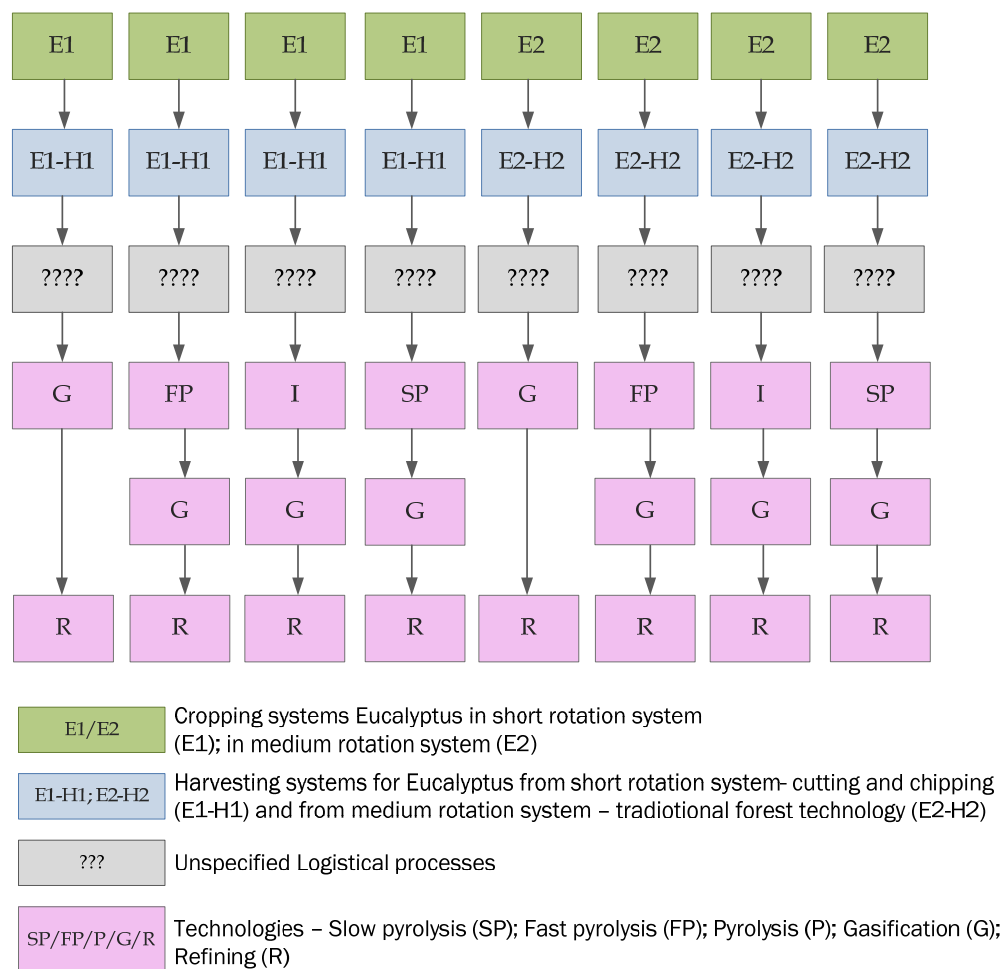 E1 E1 E1 E1 E2 E2 E2 E2
E1-H1 E1-H1 E1-H1 E1-H1 E2-H2 E2-H2 E2-H2 E2-H2
???? ???? ???? ???? ???? ???? ???? ????
G FP I SP G FP I SP
G G G G G G
R R R R R R R R
E1/E2
Cropping systems Eucalyptus in short rotation system
(E1); in medium rotation system (E2)
E1-H1; E2-H2
Harvesting systems for Eucalyptus from short rotation system- cutting and chipping
(E1-H1) and from medium rotation system – tradiotional forest technology (E2-H2)
???
Unspecified Logistical processes
SP/FP/P/G/R
Technologies – Slow pyrolysis (SP); Fast pyrolysis (FP); Pyrolysis (P); Gasification (G);
Refining (R)